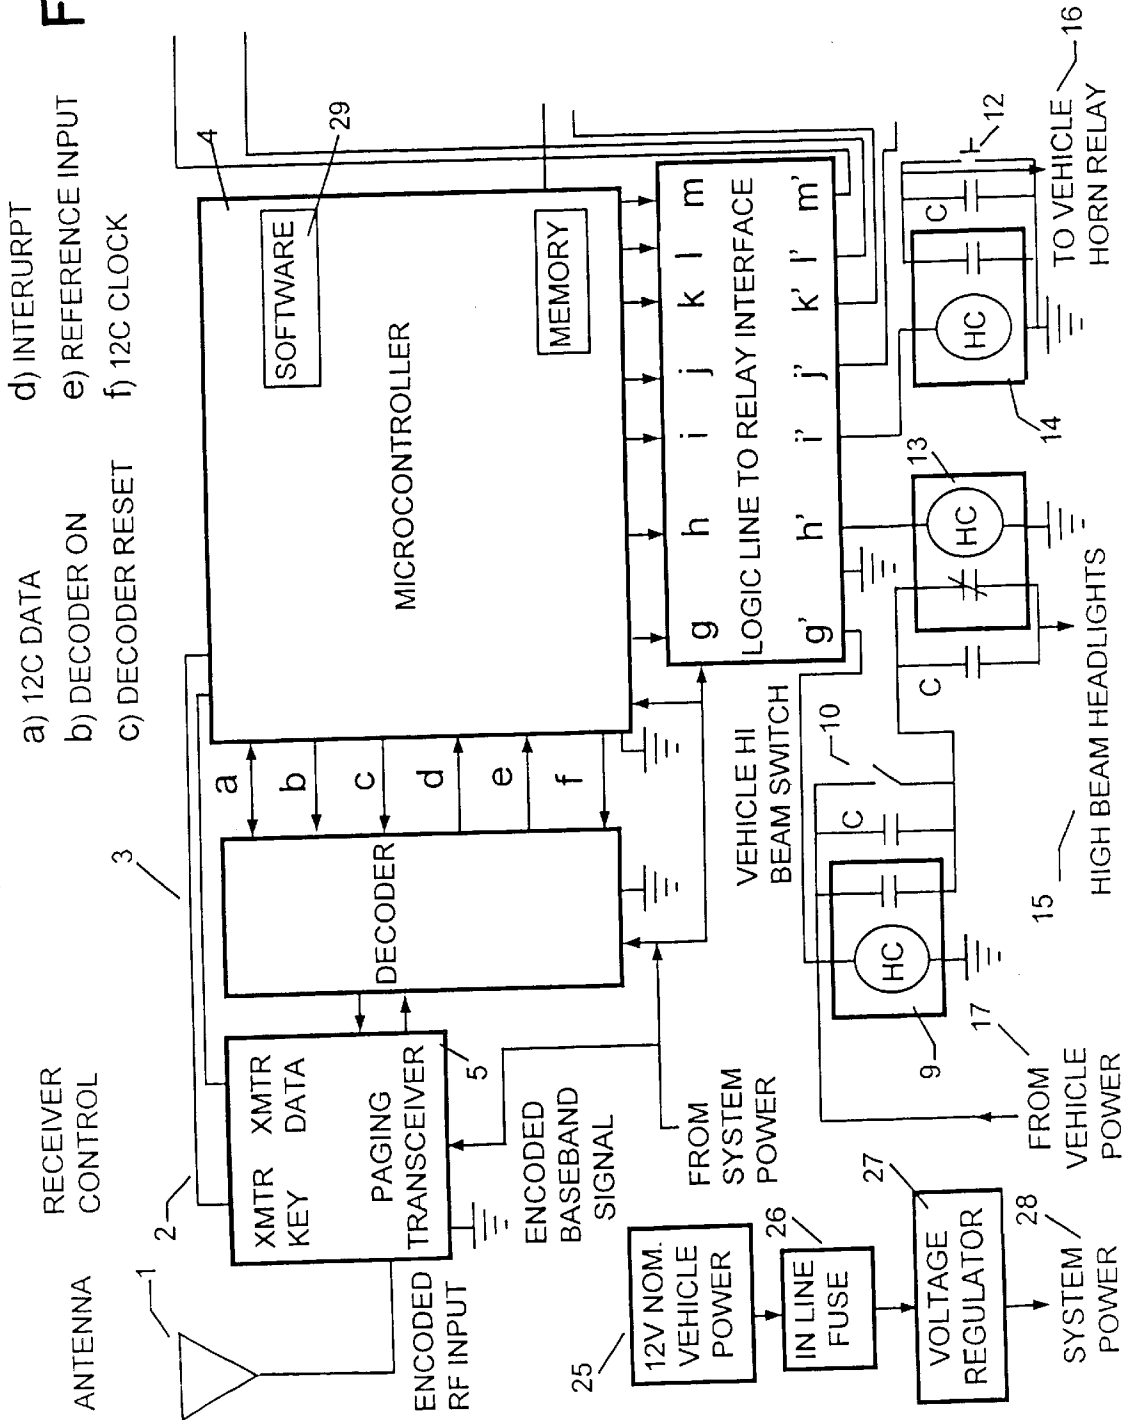 F
a) 12C DATA
b) DECODER ON
c) DECODER RESET
d) INTERURPT
e) REFERENCE INPUT
f) 12C CLOCK
ANTENNA
1
RECEIVER
CONTROL
2
3
4
XMTR
KEY
XMTR
DATA
PAGING
TRANSCEIVER
5
ENCODED
RF INPUT
ENCODED
BASEBAND
SIGNAL
DECODER
a
b
c
d
e
f
MICROCONTROLLER
SOFTWARE
29
MEMORY
g
h
i
j
k
l
m
LOGIC LINE TO RELAY INTERFACE
g'
h'
i'
j'
k'
l'
m'
FROM
SYSTEM
POWER
VEHICLE HI
BEAM SWITCH
10
C
HC
9
17
FROM
VEHICLE
POWER
C
HC
13
15
HIGH BEAM HEADLIGHTS
C
HC
14
12
TO VEHICLE
HORN RELAY
16
25
12V NOM.
VEHICLE
POWER
26
IN LINE
FUSE
27
VOLTAGE
REGULATOR
28
SYSTEM
POWER